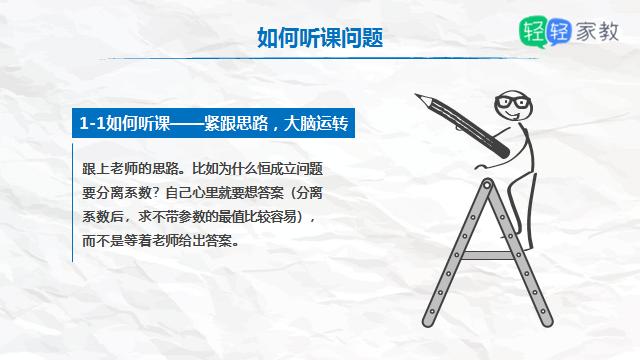 如何听课问题
轻轻家教
1-1如何听课——紧跟思路，大脑运转
跟上老师的思路。比如为什么恒成立问题
要分离系数？自己心里就要想答案（分离
系数后，求不带参数的最值比较容易），
而不是等着老师给出答案。